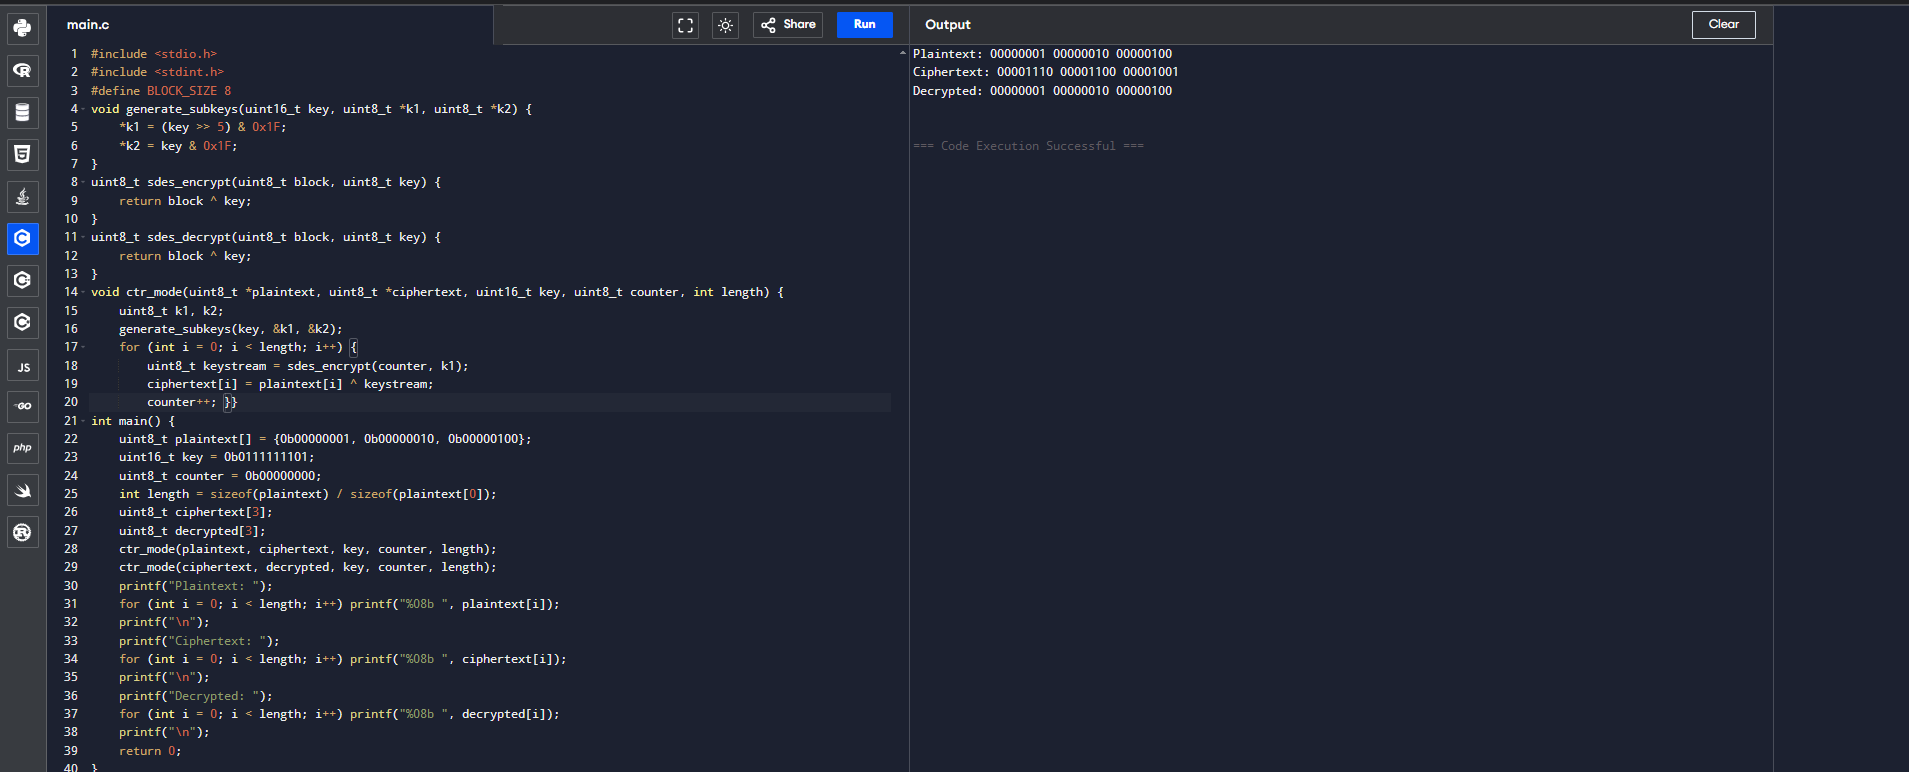 main.c
Share
Run
Output
Clear
1 #include <stdio.h>
2 #include <stdint.h>
3 #define BLOCK_SIZE 8
4 void generate_subkeys(uint16_t key, uint8_t *k1, uint8_t *k2) {
5     *k1 = (key >> 5) & 0x1F;
6     *k2 = key & 0x1F;
7 }
8 uint8_t sdes_encrypt(uint8_t block, uint8_t key) {
9     return block ^ key;
10 }
11 uint8_t sdes_decrypt(uint8_t block, uint8_t key) {
12     return block ^ key;
13 }
14 void ctr_mode(uint8_t *plaintext, uint8_t *ciphertext, uint16_t key, uint8_t counter, int length) {
15     uint8_t k1, k2;
16     generate_subkeys(key, &k1, &k2);
17     for (int i = 0; i < length; i++) {
18         uint8_t keystream = sdes_encrypt(counter, k1);
19         ciphertext[i] = plaintext[i] ^ keystream;
20         counter++; }}
21 int main() {
22     uint8_t plaintext[] = {0b00000001, 0b00000010, 0b00000100};
23     uint16_t key = 0b0111111101;
24     uint8_t counter = 0b00000000;
25     int length = sizeof(plaintext) / sizeof(plaintext[0]);
26     uint8_t ciphertext[3];
27     uint8_t decrypted[3];
28     ctr_mode(plaintext, ciphertext, key, counter, length);
29     ctr_mode(ciphertext, decrypted, key, counter, length);
30     printf("Plaintext: ");
31     for (int i = 0; i < length; i++) printf("%08b ", plaintext[i]);
32     printf("\n");
33     printf("Ciphertext: ");
34     for (int i = 0; i < length; i++) printf("%08b ", ciphertext[i]);
35     printf("\n");
36     printf("Decrypted: ");
37     for (int i = 0; i < length; i++) printf("%08b ", decrypted[i]);
38     printf("\n");
39     return 0;
40 }
Plaintext: 00000001 00000010 00000100
Ciphertext: 00001110 00001100 00001001
Decrypted: 00000001 00000010 00000100
=== Code Execution Successful ===
JS
GO
php